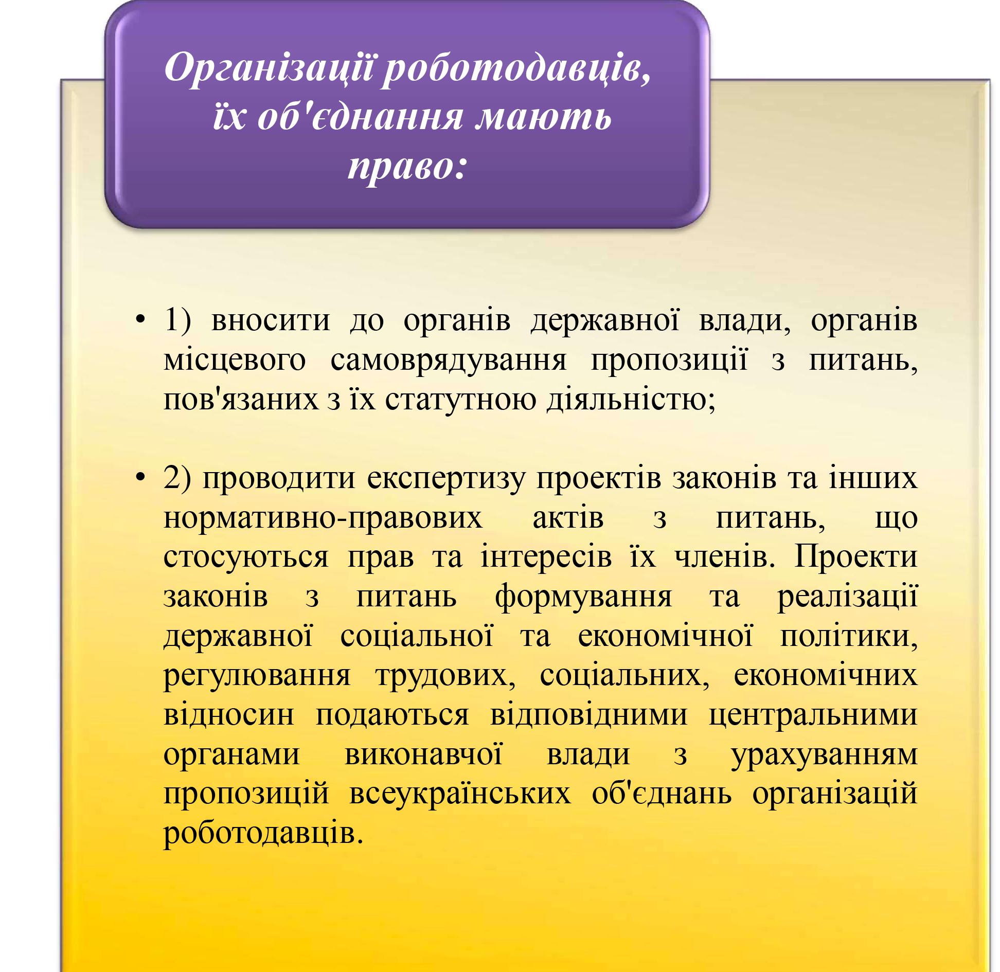 Організації роботодавців,
їх об'єднання мають
право:
• 1) вносити до органів державної влади, органів
місцевого самоврядування пропозиції з питань,
пов'язаних з їх статутною діяльністю;
• 2) проводити експертизу проектів законів та інших
нормативно-правових актів з питань, що
стосуються прав та інтересів їх членів. Проекти
законів з питань формування та реалізації
державної соціальної та економічної політики,
регулювання трудових, соціальних, економічних
відносин подаються відповідними центральними
органами виконавчої влади з урахуванням
пропозицій всеукраїнських об'єднань організацій
роботодавців.